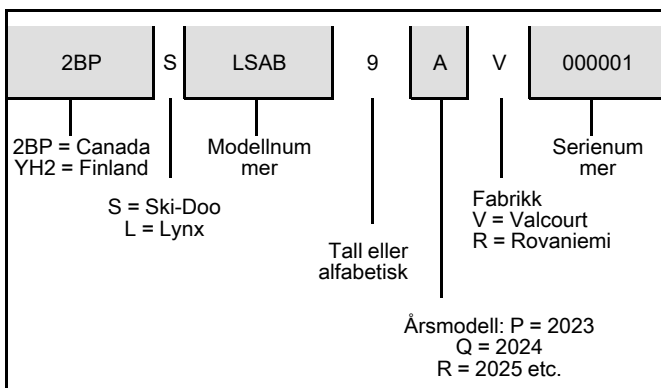 2BP S LSAB 9 A V 000001
2BP = Canada
YH2 = Finland
Modellnum
mer
Serienum
mer
S = Ski-Doo
L = Lynx
Fabrikk
V = Valcourt
R = Rovaniemi
Tall eller
alfabetisk
Årsmodell: P = 2023
Q = 2024
R = 2025 etc.